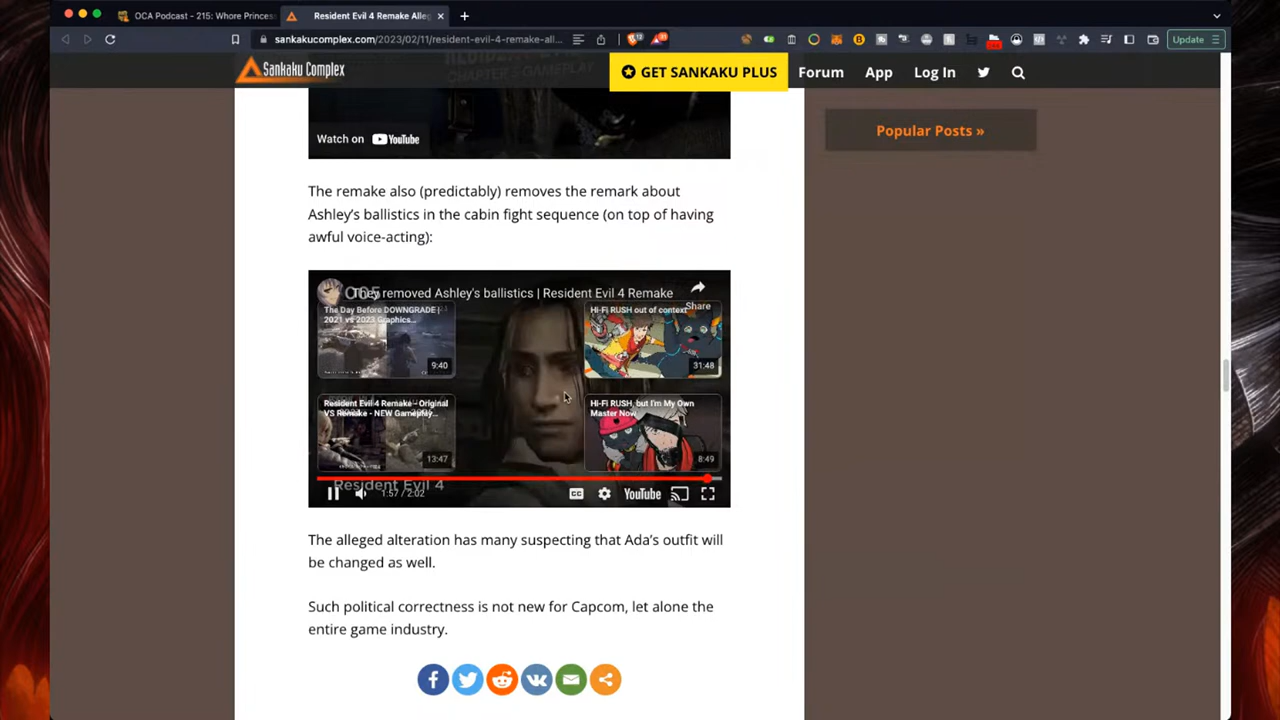 OCA Podcast - 215: Whore Princes
Resident Evil 4 Remake Alleg
sankakucomplex.com/2023/02/11/resident-evil-4-remake-all...
Update
Sankaku Complex
GET SANKAKU PLUS
Forum
App
Log In
Watch on YouTube
Popular Posts »
The remake also (predictably) removes the remark about
Ashley's ballistics in the cabin fight sequence (on top of having
awful voice-acting):
They removed Ashley's ballistics | Resident Evil 4 Remake
Share
The Day Before DOWNGRADE |
2021 vs 2023 Graphics...
9:40
Hi-Fi RUSH out of context
31:48
Resident Evil 4 Remake - Original
VS Remake - NEW Gameplay...
13:47
Hi-Fi RUSH, but I'm My Own
Master Now
8:49
Resident Evil 4
1:57 / 2:02
CC
YouTube
The alleged alteration has many suspecting that Ada's outfit will
be changed as well.
Such political correctness is not new for Capcom, let alone the
entire game industry.